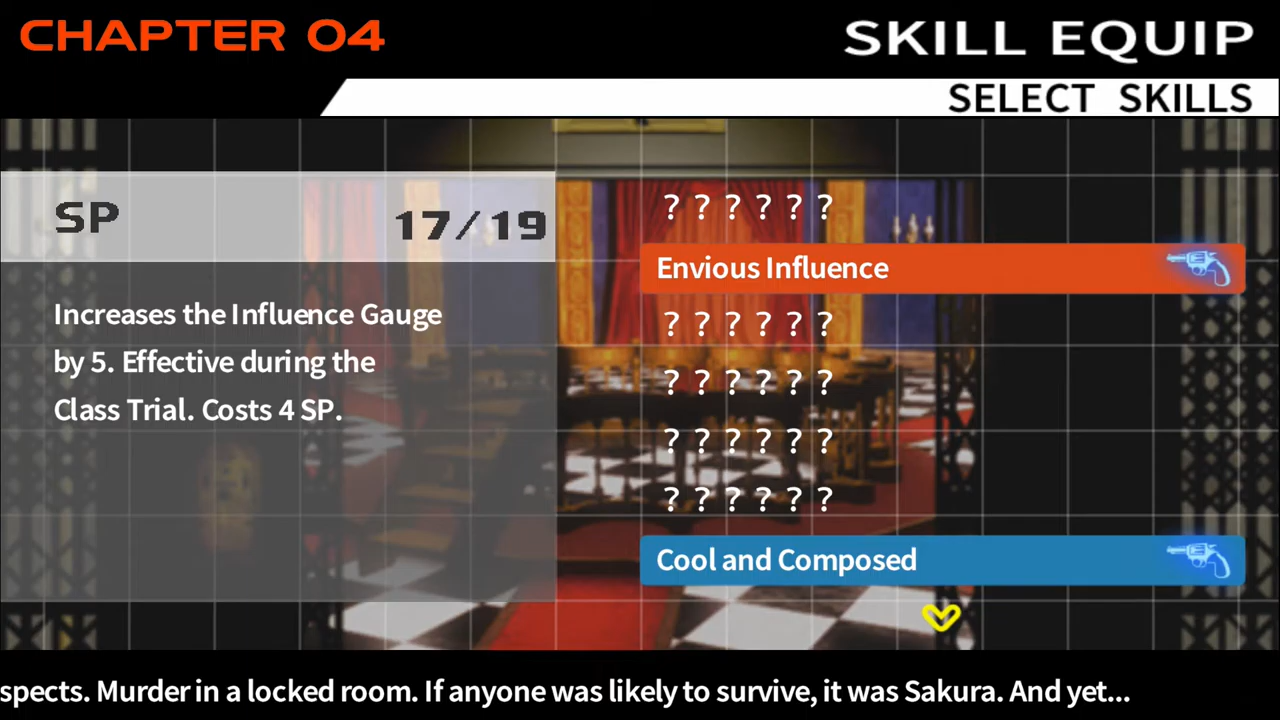 CHAPTER 04
SKILL EQUIP
SELECT SKILLS
SP 17/19
Increases the Influence Gauge
by 5. Effective during the
Class Trial. Costs 4 SP.
? ? ? ? ? ?
Envious Influence
? ? ? ? ? ?
? ? ? ? ? ?
? ? ? ? ? ?
? ? ? ? ? ?
Cool and Composed
spects. Murder in a locked room. If anyone was likely to survive, it was Sakura. And yet...